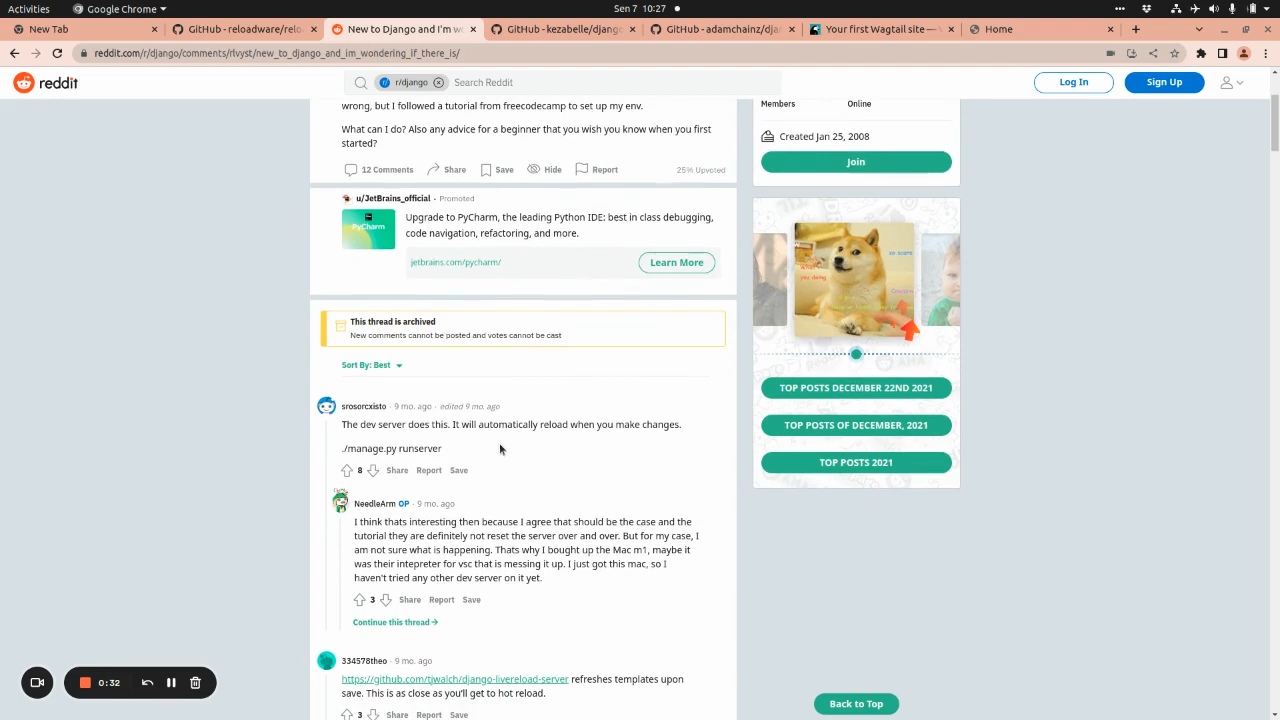 Activities
Google Chrome
Sen 7 10:27
New Tab
GitHub - reloadware/relo
New to Django and I'm w
GitHub - kezabelle/django
GitHub - adamchainz/dja
Your first Wagtail site —
Home
reddit.com/r/django/comments/rlvyst/new_to_django_and_im_wondering_if_there_is/
reddit
r/django
Search Reddit
Log In
Sign Up
wrong, but I followed a tutorial from freecodecamp to set up my env.
What can I do? Also any advice for a beginner that you wish you know when you first
started?
12 Comments
Share
Save
Hide
Report
25% Upvoted
Members
Online
Created Jan 25, 2008
Join
u/JetBrains_official · Promoted
PyCharm
Upgrade to PyCharm, the leading Python IDE: best in class debugging,
code navigation, refactoring, and more.
jetbrains.com/pycharm/
Learn More
This thread is archived
New comments cannot be posted and votes cannot be cast
Sort By: Best
srosorcxisto · 9 mo. ago · edited 9 mo. ago
The dev server does this. It will automatically reload when you make changes.
./manage.py runserver
8
Share
Report
Save
NeedleArm OP · 9 mo. ago
I think thats interesting then because I agree that should be the case and the
tutorial they are definitely not reset the server over and over. But for my case, I
am not sure what is happening. Thats why I bought up the Mac m1, maybe it
was their intepreter for vsc that is messing it up. I just got this mac, so I
haven't tried any other dev server on it yet.
3
Share
Report
Save
Continue this thread
334578theo · 9 mo. ago
https://github.com/tjwalch/django-livereload-server refreshes templates upon
save. This is as close as you'll get to hot reload.
3
Share
Report
Save
TOP POSTS DECEMBER 22ND 2021
TOP POSTS OF DECEMBER, 2021
TOP POSTS 2021
Back to Top
0:32